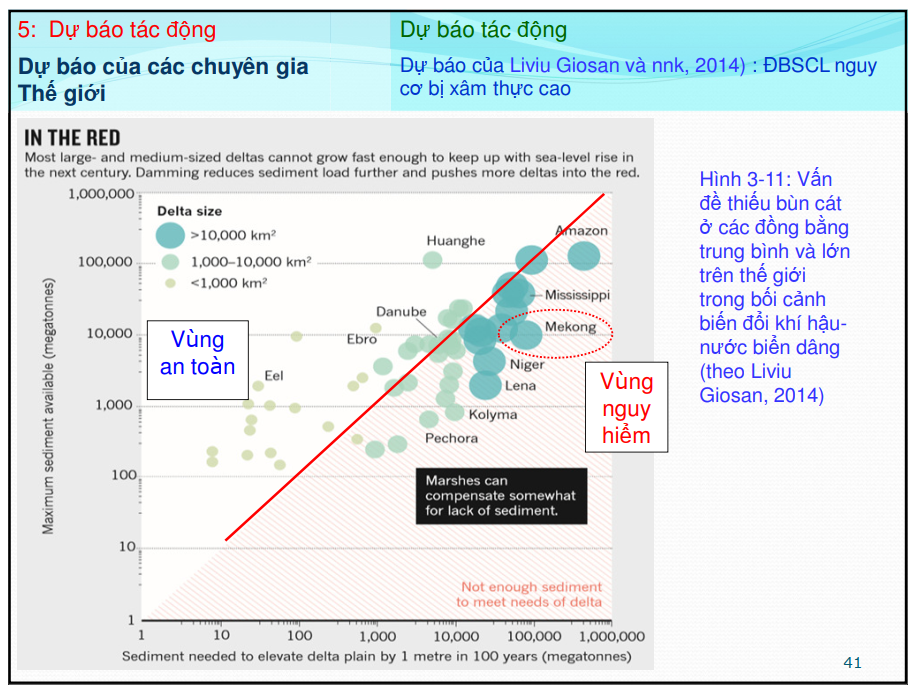 5: Dự báo tác động
Dự báo của các chuyên gia
Thế giới
Dự báo tác động
Dự báo của Liviu Giosan và nnk, 2014) : ĐBSCL nguy
cơ bị xâm thực cao
IN THE RED
Most large- and medium-sized deltas cannot grow fast enough to keep up with sea-level rise in
the next century. Damming reduces sediment load further and pushes more deltas into the red.
Maximum sediment available (megatonnes)
1,000,000
100,000
10,000
1,000
100
10
1
Delta size
>10,000 km²
1,000–10,000 km²
<1,000 km²
Amazon
Huanghe
Mississippi
Danube
Mekong
Ebro
Niger
Eel
Lena
Kolyma
Pechora
Vùng
an toàn
Vùng
nguy
hiểm
Marshes can
compensate somewhat
for lack of sediment.
Not enough sediment
to meet needs of delta
1
10
100
1,000
10,000
100,000
1,000,000
Sediment needed to elevate delta plain by 1 metre in 100 years (megatonnes)
Hình 3-11: Vấn
đề thiếu bùn cát
ở các đồng bằng
trung bình và lớn
trên thế giới
trong bối cảnh
biến đổi khí hậu-
nước biển dâng
(theo Liviu
Giosan, 2014)
41